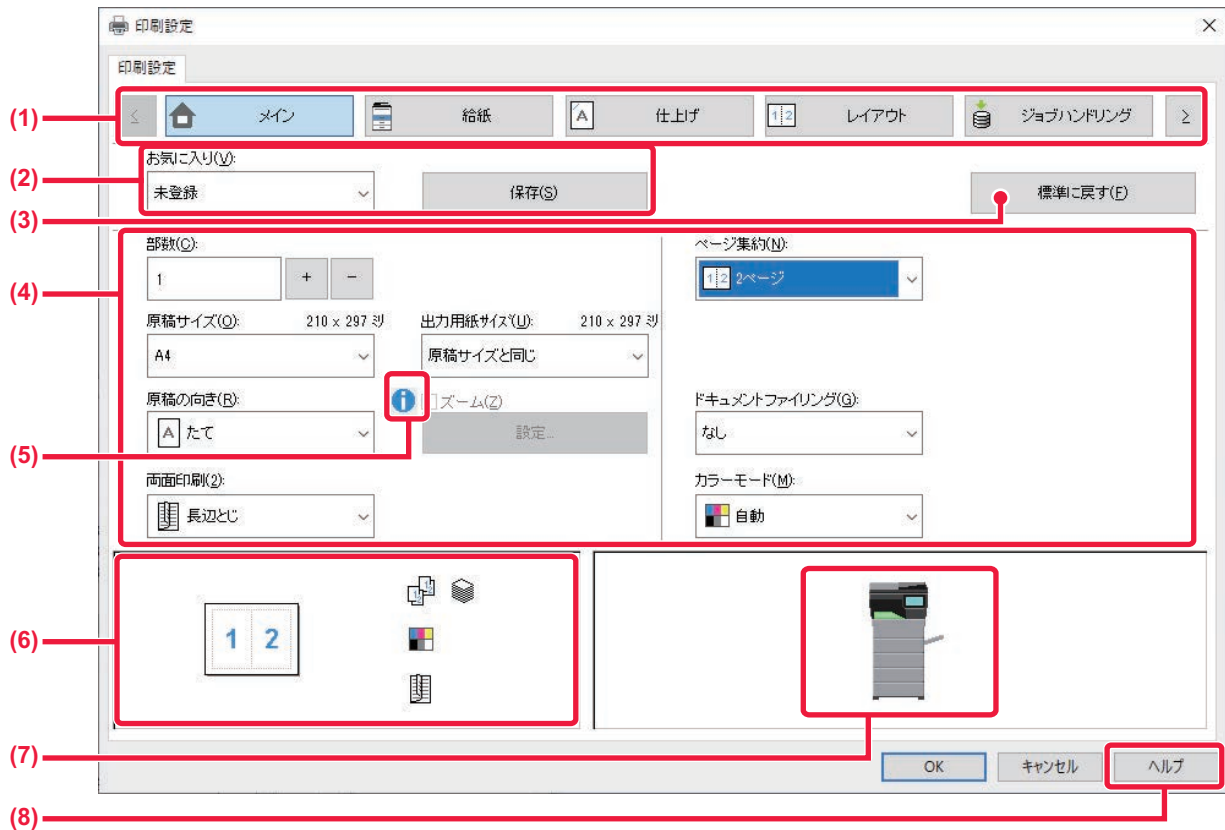 印刷設定
印刷設定
(1)
< メイン 給紙 A 仕上げ 1 2 レイアウト ジョブハンドリング >
お気に入り(V):
(2)
未登録 保存(S) 標準に戻す(F)
(3)
部数(C): ページ集約(N):
(4)
1 + − 1 2 2ページ
原稿サイズ(O): 210 x 297 ミリ 出力用紙サイズ(U): 210 x 297 ミリ
A4 原稿サイズと同じ
原稿の向き(R): i ズーム(Z) ドキュメントファイリング(G):
A たて 設定... なし
(5)
両面印刷(2): カラーモード(M):
長辺とじ 自動
(6)
1 2
(7)
OK キャンセル ヘルプ
(8)